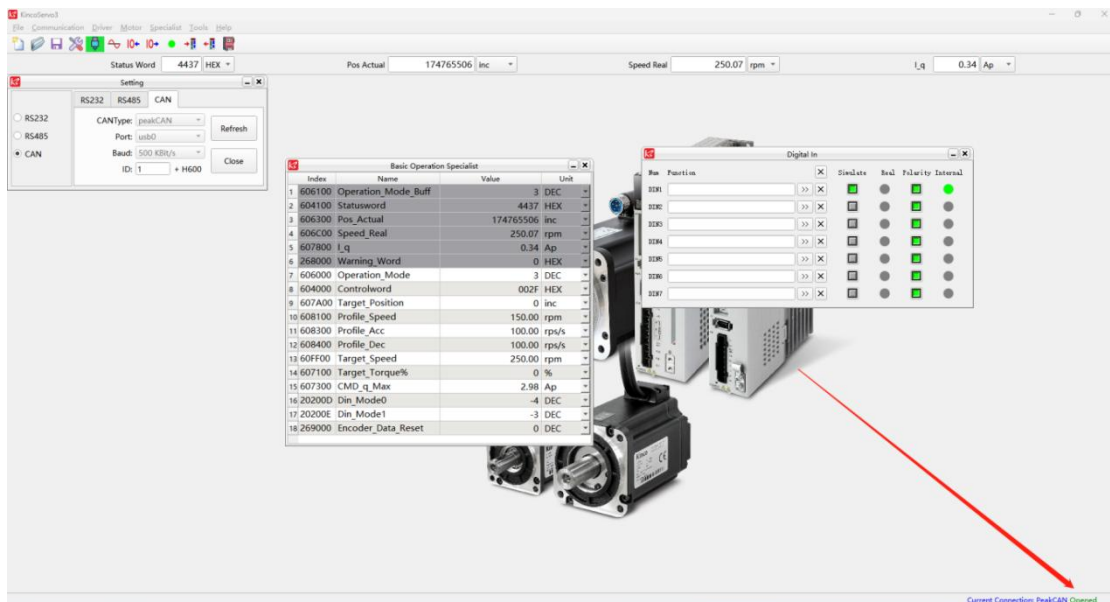 KincoServo3
File Communication Driver Motor Specialist Tools Help
Status Word 4437 HEX Pos Actual 174765506 inc Speed Real 250.07 rpm I_q 0.34 Ap
Setting
RS232 RS485 CAN
RS232
RS485
CAN
CANType: peakCAN
Port: usb0
Baud: 500 KBit/s
ID: 1 + H600
Refresh
Close
Basic Operation Specialist
Index Name Value Unit
1 606100 Operation_Mode_Buff 3 DEC
2 604100 Statusword 4437 HEX
3 606300 Pos_Actual 174765506 inc
4 606C00 Speed_Real 250.07 rpm
5 607800 I_q 0.34 Ap
6 268000 Warning_Word 0 HEX
7 606000 Operation_Mode 3 DEC
8 604000 Controlword 002F HEX
9 607A00 Target_Position 0 inc
10 608100 Profile_Speed 150.00 rpm
11 608300 Profile_Acc 100.00 rps/s
12 608400 Profile_Dec 100.00 rps/s
13 60FF00 Target_Speed 250.00 rpm
14 607100 Target_Torque% 0 %
15 607300 CMD_q_Max 2.98 Ap
16 20200D Din_Mode0 -4 DEC
17 20200E Din_Mode1 -3 DEC
18 269000 Encoder_Data_Reset 0 DEC
Digital In
Num Function Simulate Real Polarity Internal
DIN1 >>
DIN2 >>
DIN3 >>
DIN4 >>
DIN5 >>
DIN6 >>
DIN7 >>
Kinco
Current Connection: PeakCAN Opened